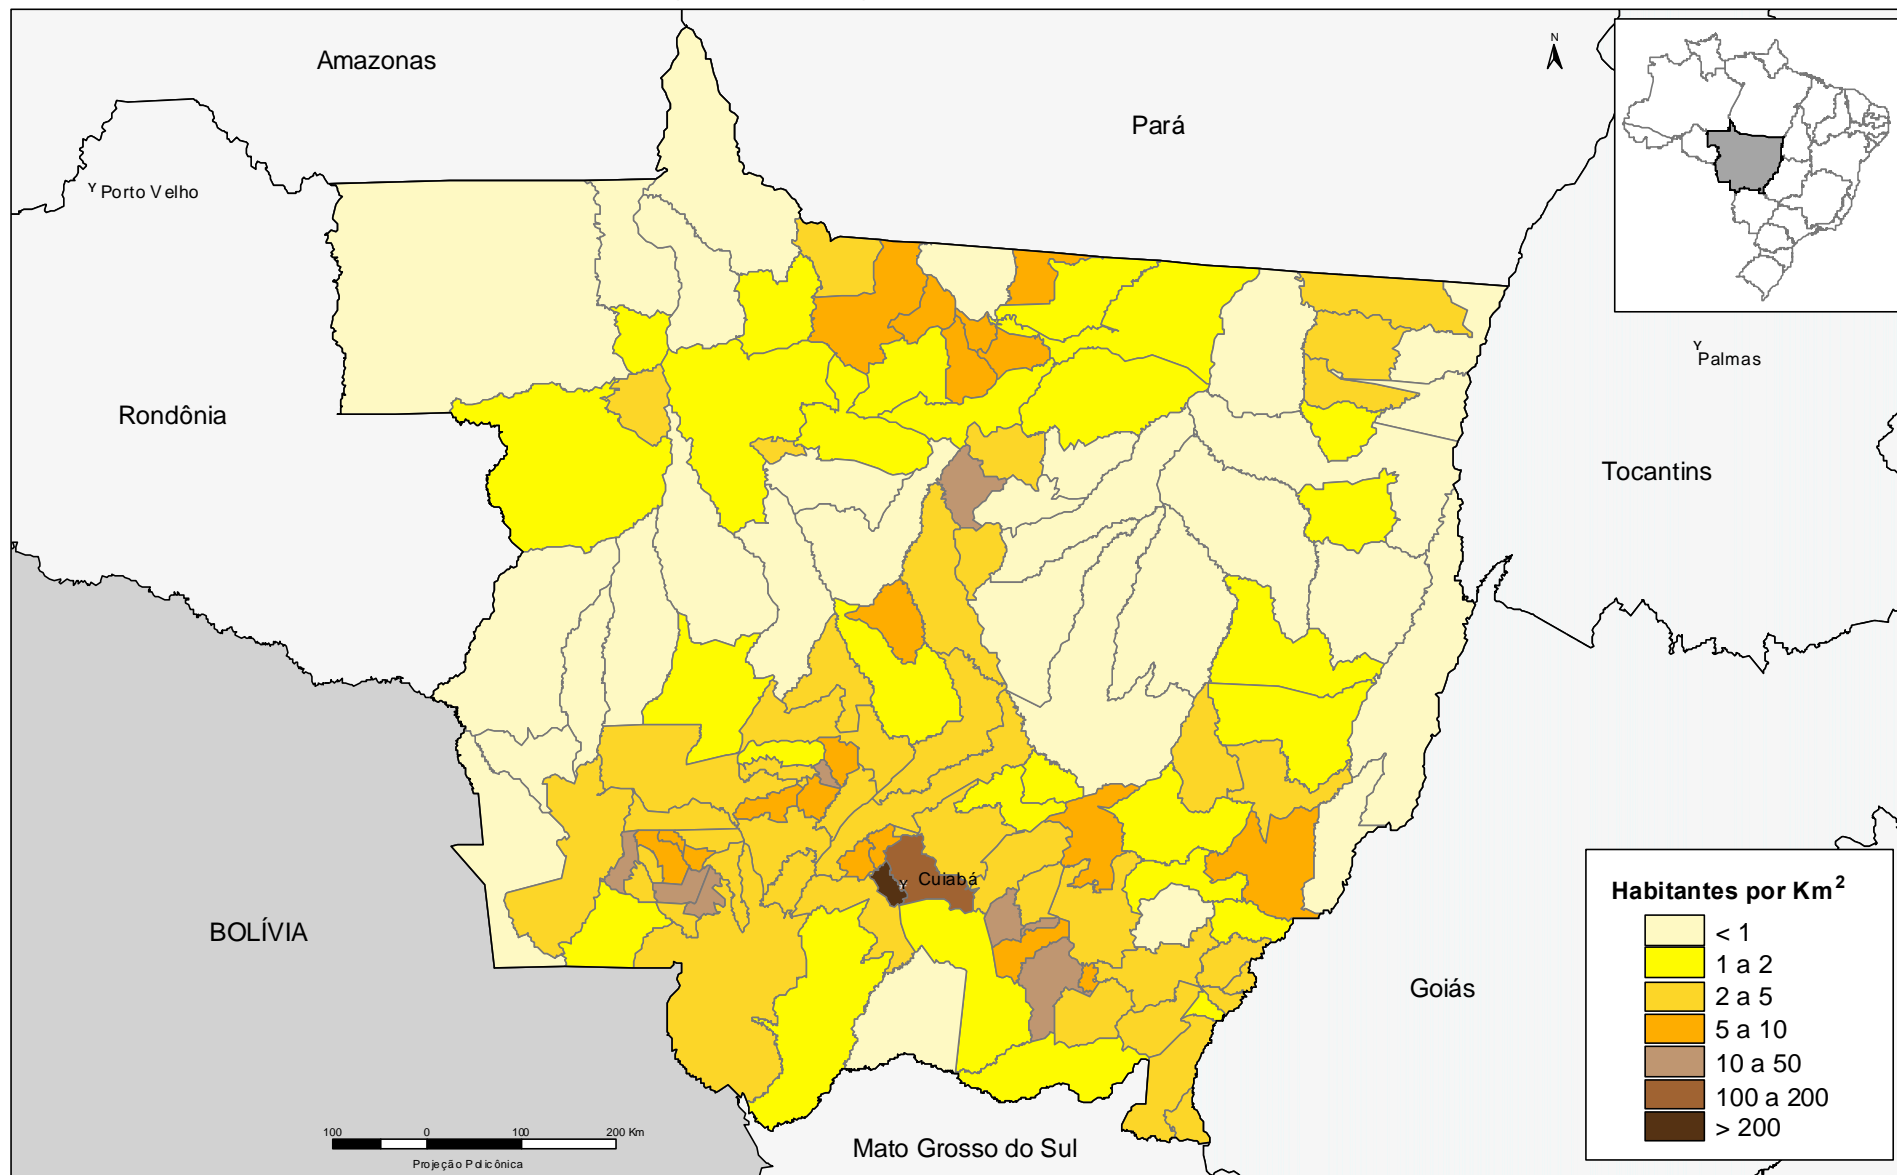 Amazonas
N
Pará
Y Porto Velho
Y
Palmas
Rondônia
Tocantins
Y Cuiabá
BOLÍVIA
Goiás
Habitantes por Km²
< 1
1 a 2
2 a 5
5 a 10
10 a 50
100 a 200
> 200
100 0 100 200 Km
Projeção Policônica
Mato Grosso do Sul